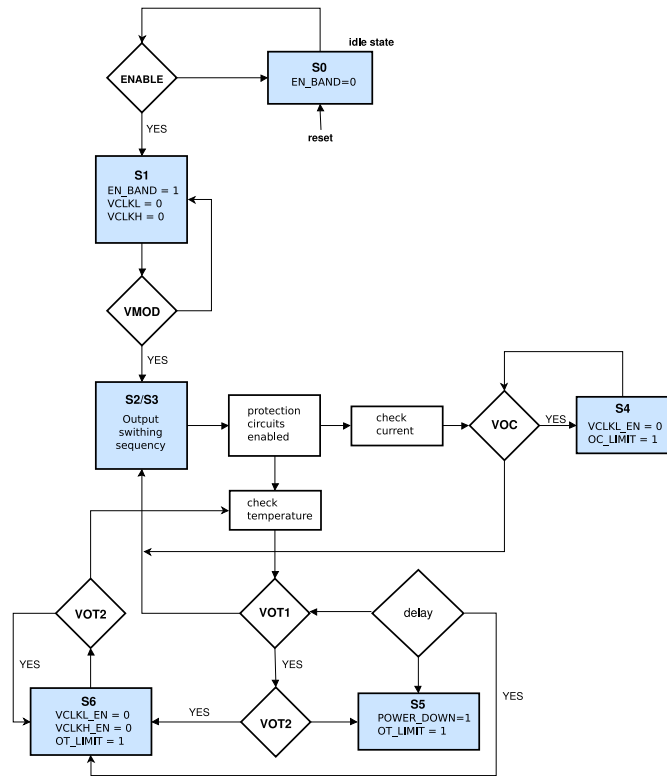 idle state
S0
EN_BAND=0
ENABLE
reset
YES
S1
EN_BAND = 1
VCLKL = 0
VCLKH = 0
VMOD
YES
S2/S3
Output
swithing
sequency
protection
circuits
enabled
check
current
VOC
YES
S4
VCLKL_EN = 0
OC_LIMIT = 1
check
temperature
VOT2
VOT1
delay
YES
YES
YES
S6
VCLKL_EN = 0
VCLKH_EN = 0
OT_LIMIT = 1
YES
VOT2
S5
POWER_DOWN=1
OT_LIMIT = 1